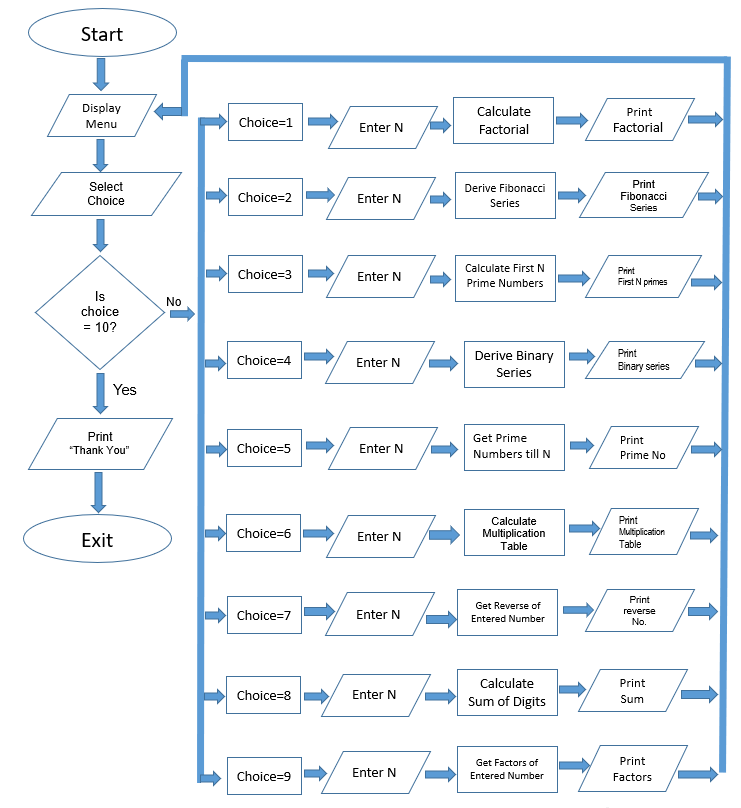 Start
Display
Menu
Select
Choice
Is
choice
= 10?
No
Yes
Print
"Thank You"
Exit
Choice=1
Enter N
Calculate
Factorial
Print
Factorial
Choice=2
Enter N
Derive Fibonacci
Series
Print
Fibonacci
Series
Choice=3
Enter N
Calculate First N
Prime Numbers
Print
First N primes
Choice=4
Enter N
Derive Binary
Series
Print
Binary series
Choice=5
Enter N
Get Prime
Numbers till N
Print
Prime No
Choice=6
Enter N
Calculate
Multiplication
Table
Print
Multiplication
Table
Choice=7
Enter N
Get Reverse of
Entered Number
Print
reverse
No.
Choice=8
Enter N
Calculate
Sum of Digits
Print
Sum
Choice=9
Enter N
Get Factors of
Entered Number
Print
Factors